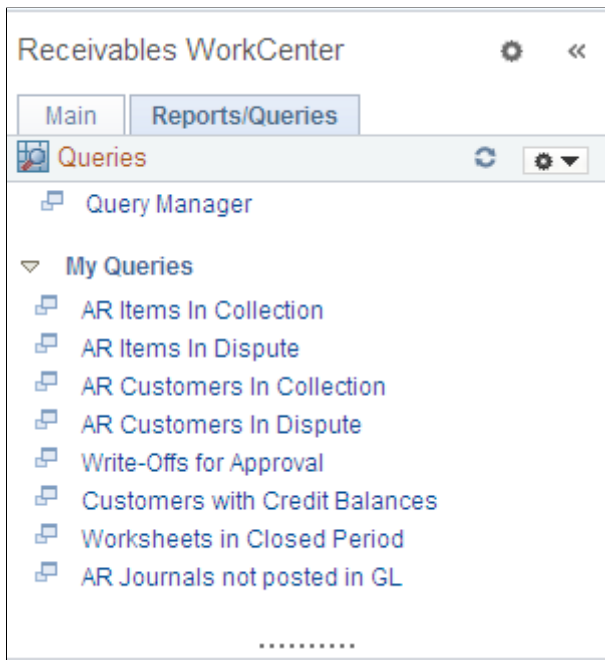 Receivables WorkCenter
Main Reports/Queries
Queries
Query Manager
My Queries
AR Items In Collection
AR Items In Dispute
AR Customers In Collection
AR Customers In Dispute
Write-Offs for Approval
Customers with Credit Balances
Worksheets in Closed Period
AR Journals not posted in GL